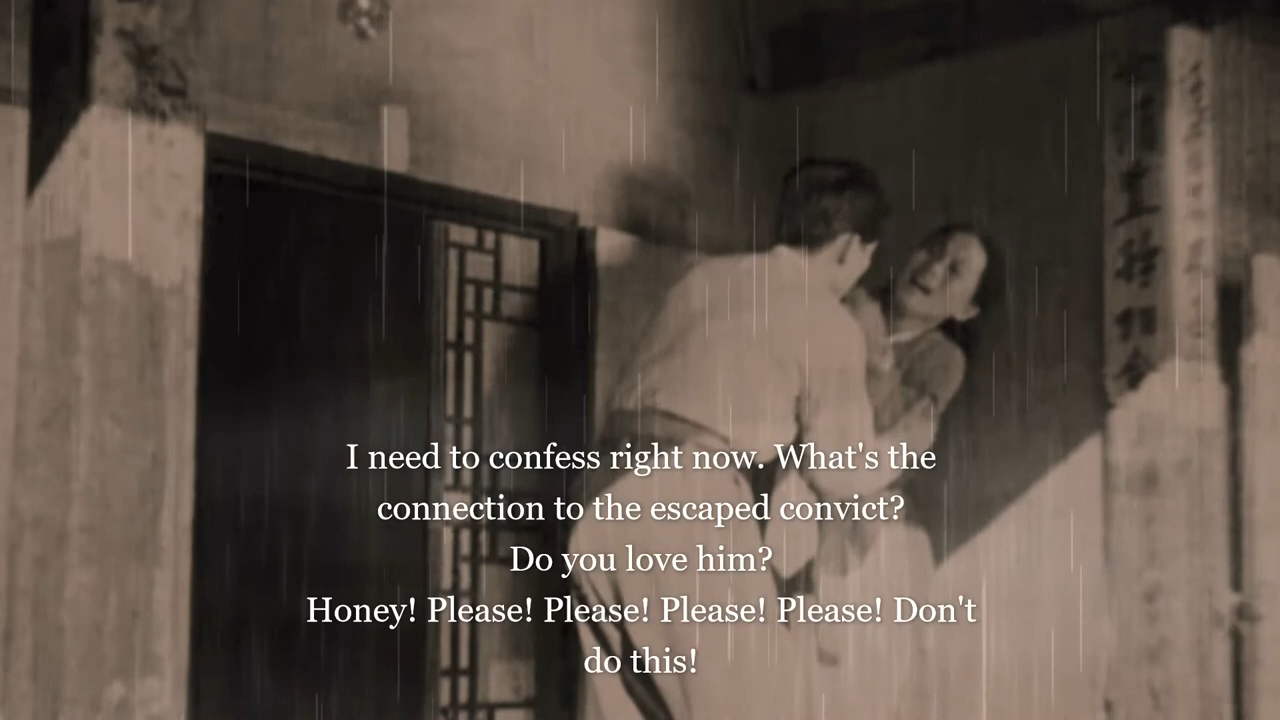 I need to confess right now. What's the
connection to the escaped convict?
Do you love him?
Honey! Please! Please! Please! Please! Don't
do this!